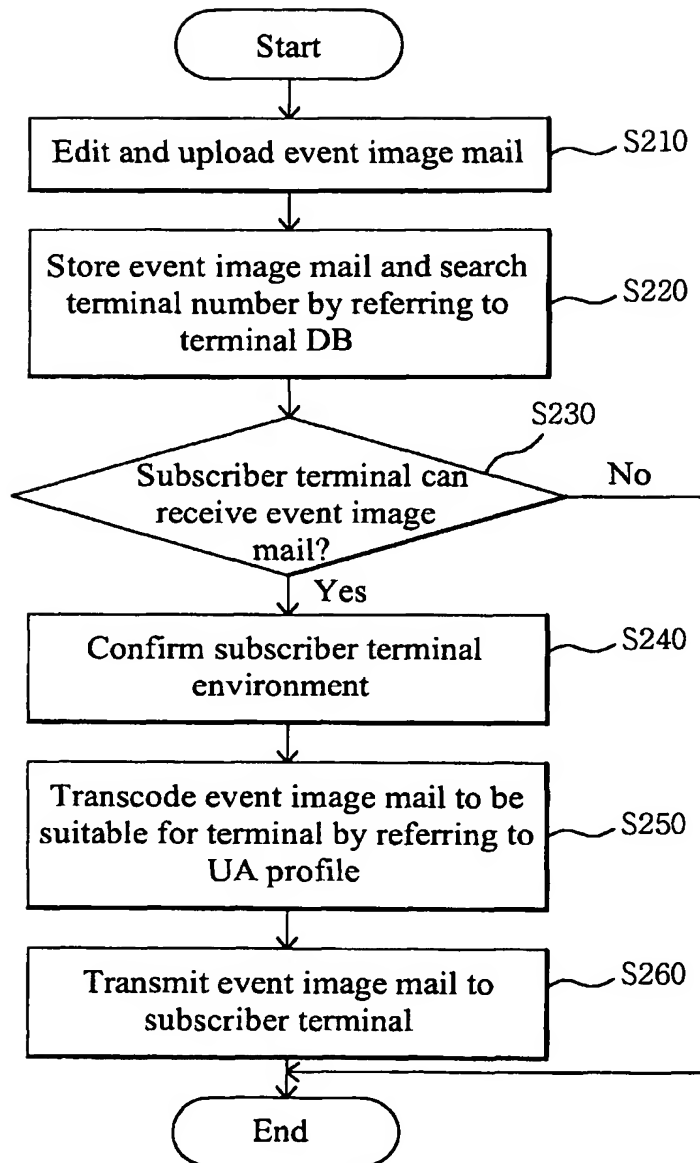 Start
Edit and upload event image mail
S210
Store event image mail and search
terminal number by referring to
terminal DB
S220
S230
Subscriber terminal can
receive event image
mail?
No
Yes
Confirm subscriber terminal
environment
S240
Transcode event image mail to be
suitable for terminal by referring to
UA profile
S250
Transmit event image mail to
subscriber terminal
S260
End